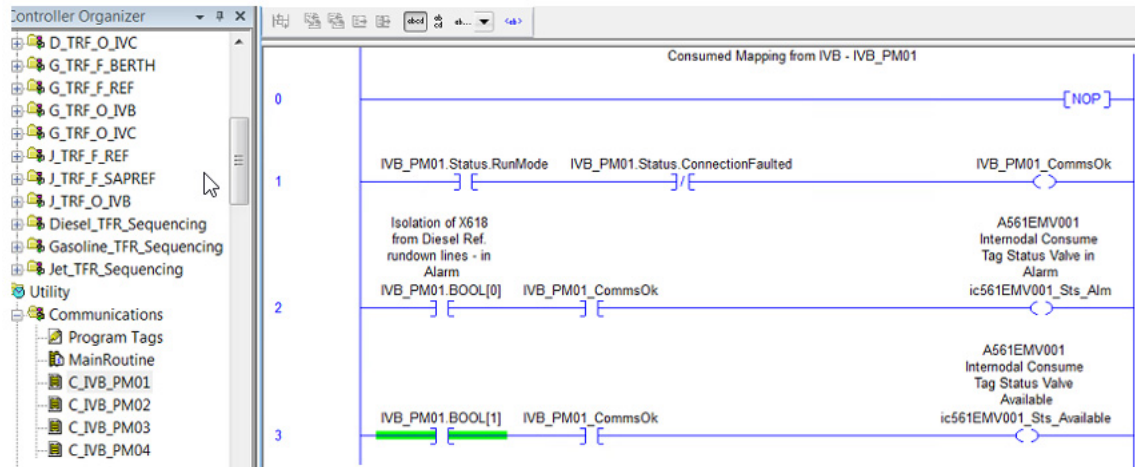 Controller Organizer
D_TRF_O_IVC
G_TRF_F_BERTH
G_TRF_F_REF
G_TRF_O_IVB
G_TRF_O_IVC
J_TRF_F_REF
J_TRF_F_SAPREF
J_TRF_O_IVB
Diesel_TFR_Sequencing
Gasoline_TFR_Sequencing
Jet_TFR_Sequencing
Utility
Communications
Program Tags
MainRoutine
C_IVB_PM01
C_IVB_PM02
C_IVB_PM03
C_IVB_PM04
Consumed Mapping from IVB - IVB_PM01
0
NOP
IVB_PM01.Status.RunMode IVB_PM01.Status.ConnectionFaulted IVB_PM01_CommsOk
1
Isolation of X618
from Diesel Ref.
rundown lines - in
Alarm
IVB_PM01.BOOL[0] IVB_PM01_CommsOk
A561EMV001
Internodal Consume
Tag Status Valve in
Alarm
ic561EMV001_Sts_Alm
2
A561EMV001
Internodal Consume
Tag Status Valve
Available
IVB_PM01.BOOL[1] IVB_PM01_CommsOk ic561EMV001_Sts_Available
3